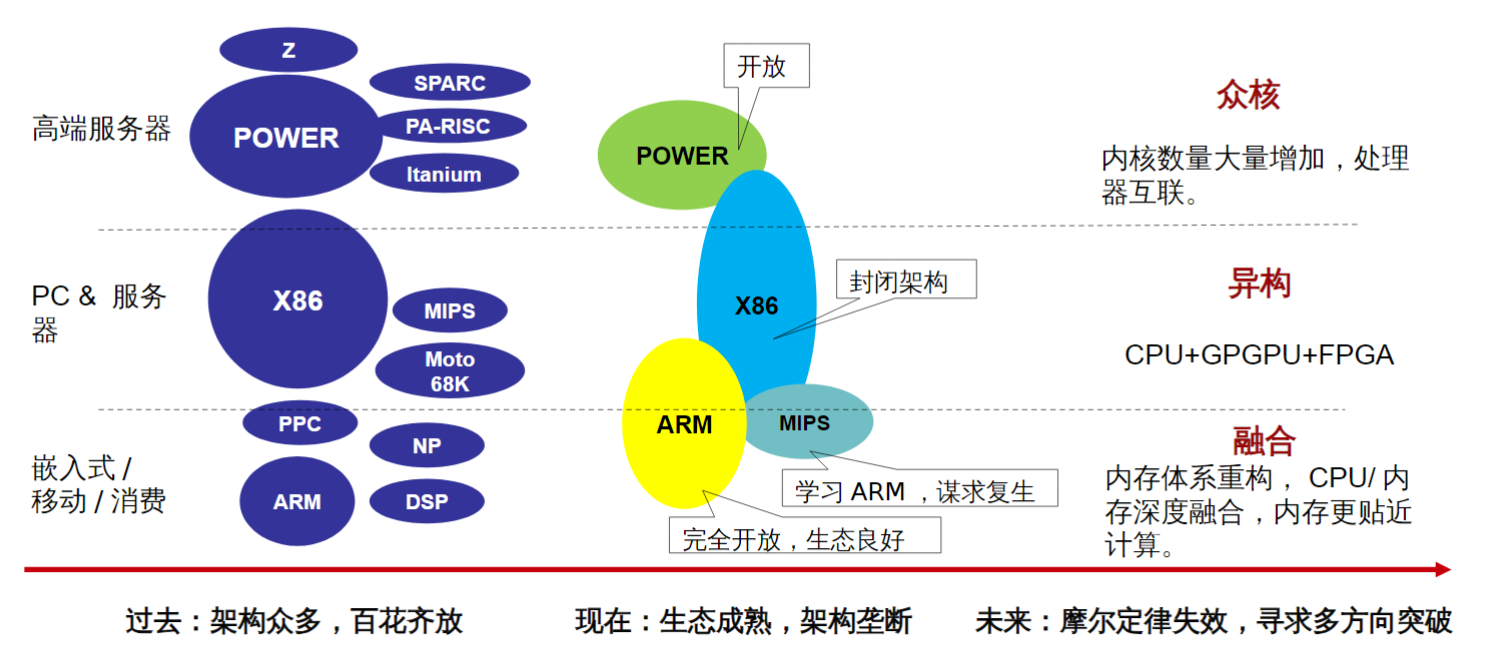 高端服务器
Z
POWER
SPARC
PA-RISC
Itanium
PC & 服务
器
X86
MIPS
Moto
68K
嵌入式 /
移动 / 消费
PPC
NP
ARM
DSP
开放
POWER
封闭架构
X86
ARM
MIPS
学习 ARM ，谋求复生
完全开放，生态良好
众核
内核数量大量增加，处理
器互联。
异构
CPU+GPGPU+FPGA
融合
内存体系重构， CPU/ 内
存深度融合，内存更贴近
计算。
过去：架构众多，百花齐放
现在：生态成熟，架构垄断
未来：摩尔定律失效，寻求多方向突破